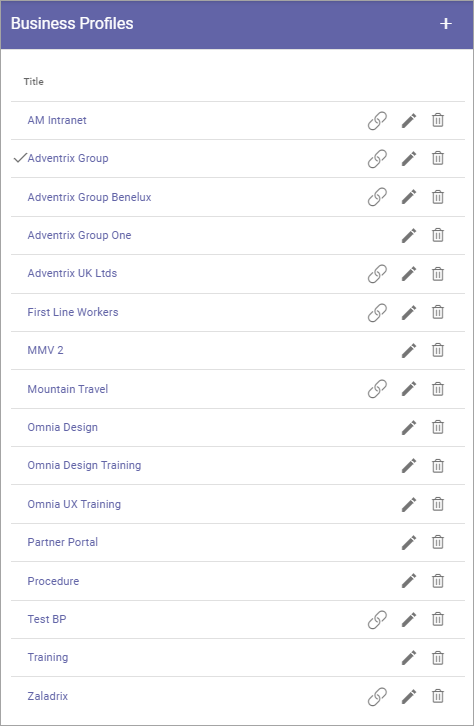 Business Profiles
Title
AM Intranet
Adventrix Group
Adventrix Group Benelux
Adventrix Group One
Adventrix UK Ltds
First Line Workers
MMV 2
Mountain Travel
Omnia Design
Omnia Design Training
Omnia UX Training
Partner Portal
Procedure
Test BP
Training
Zaladrix